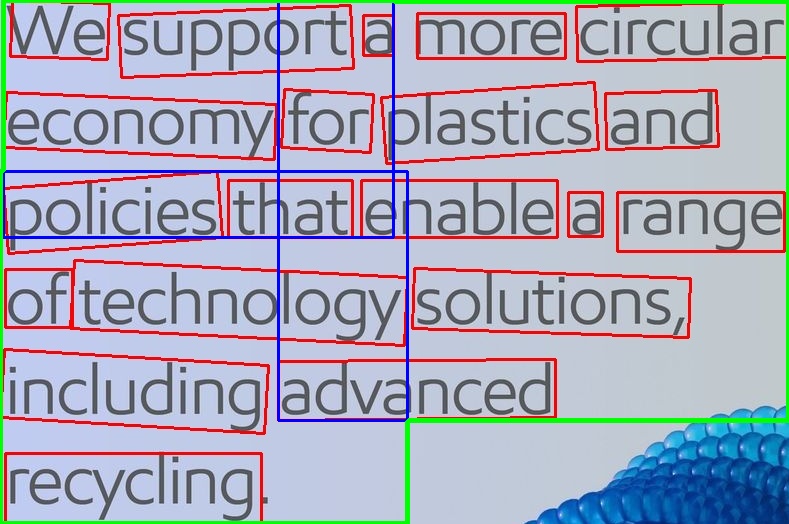 We support a more circular
economy for plastics and
policies that enable a range
of technology solutions,
including advanced
recycling.